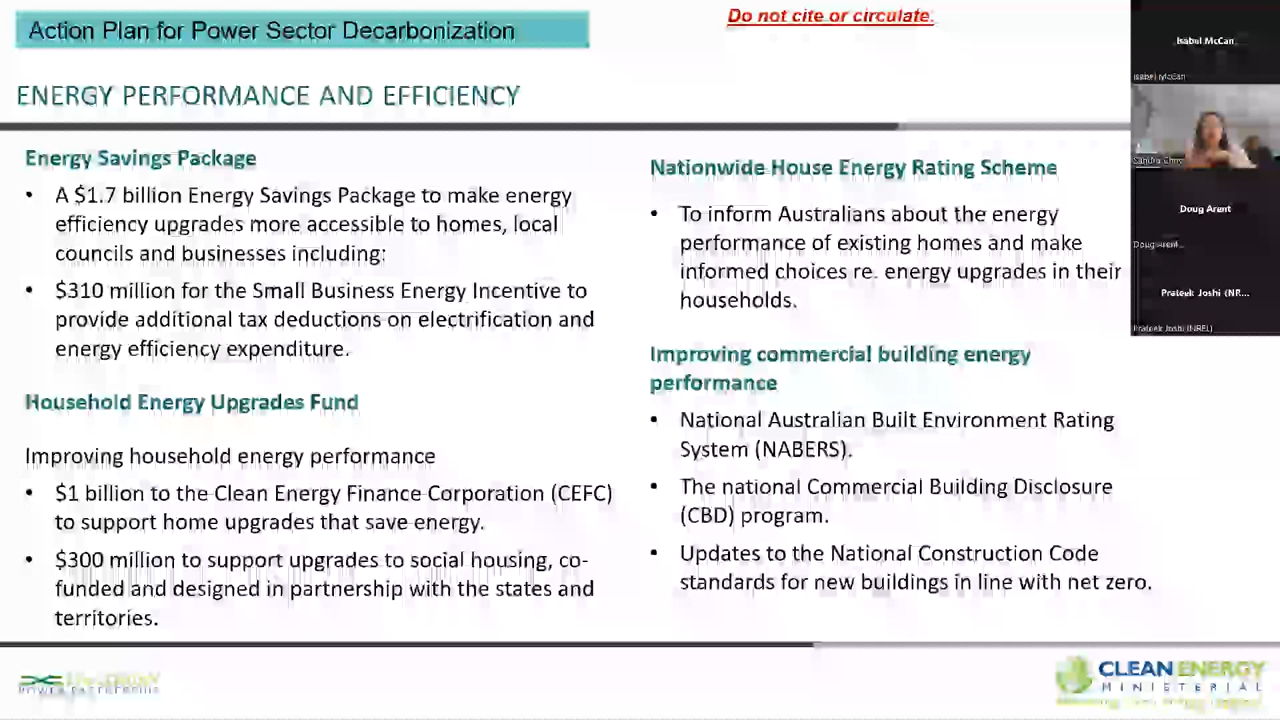 Action Plan for Power Sector Decarbonization
Do not cite or circulate.
ENERGY PERFORMANCE AND EFFICIENCY
Energy Savings Package
• A $1.7 billion Energy Savings Package to make energy
efficiency upgrades more accessible to homes, local
councils and businesses including:
• $310 million for the Small Business Energy Incentive to
provide additional tax deductions on electrification and
energy efficiency expenditure.
Household Energy Upgrades Fund
Improving household energy performance
• $1 billion to the Clean Energy Finance Corporation (CEFC)
to support home upgrades that save energy.
• $300 million to support upgrades to social housing, co-
funded and designed in partnership with the states and
territories.
Nationwide House Energy Rating Scheme
• To inform Australians about the energy
performance of existing homes and make
informed choices re. energy upgrades in their
households.
Improving commercial building energy
performance
• National Australian Built Environment Rating
System (NABERS).
• The national Commercial Building Disclosure
(CBD) program.
• Updates to the National Construction Code
standards for new buildings in line with net zero.
Isabel McCan
Isabel McCan
Doug Arent
Doug Arent
Prateek Joshi (NR...
Prateek Joshi (NREL)
POWER PARTNERSHIP
CLEAN ENERGY
MINISTERIAL